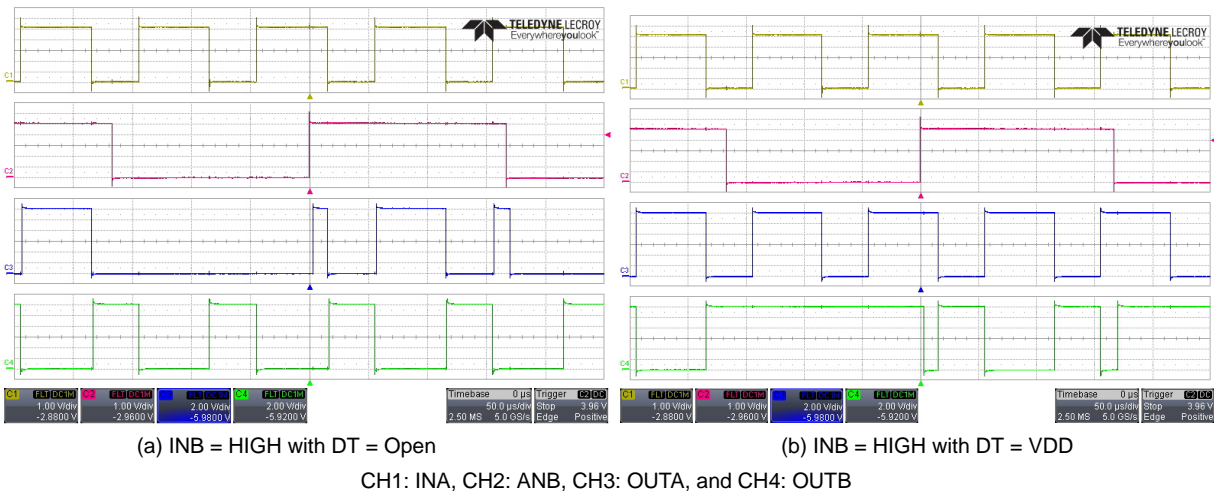 TELEDYNE LECROY
Everywhereyoulook™
C1
C2
C3
C4
C1 FLT DC1M
1.00 V/div
-2.8800 V
C2 FLT DC1M
1.00 V/div
-2.9600 V
2.00 V/div
-5.9800 V
C4 FLT DC1M
2.00 V/div
-5.9200 V
Timebase 0 µs
50.0 µs/div
2.50 MS 5.0 GS/s
Trigger C2 DC
Stop 3.96 V
Edge Positive
(a) INB = HIGH with DT = Open
TELEDYNE LECROY
Everywhereyoulook™
C1
C2
C3
C4
C1 FLT DC1M
1.00 V/div
-2.8800 V
C2 FLT DC1M
1.00 V/div
-2.9600 V
2.00 V/div
-5.9800 V
C4 FLT DC1M
2.00 V/div
-5.9200 V
Timebase 0 µs
50.0 µs/div
2.50 MS 5.0 GS/s
Trigger C2 DC
Stop 3.96 V
Edge Positive
(b) INB = HIGH with DT = VDD
CH1: INA, CH2: ANB, CH3: OUTA, and CH4: OUTB